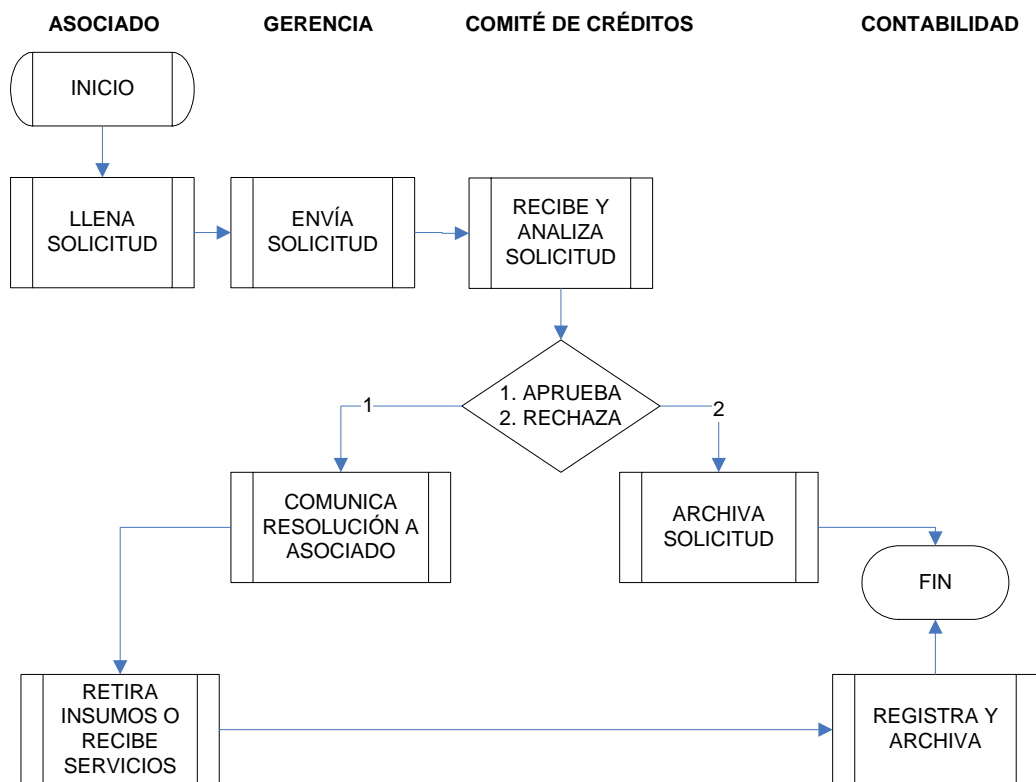 ASOCIADO
GERENCIA
COMITÉ DE CRÉDITOS
CONTABILIDAD
INICIO
LLENA
SOLICITUD
ENVÍA
SOLICITUD
RECIBE Y
ANALIZA
SOLICITUD
1. APRUEBA
2. RECHAZA
1
2
COMUNICA
RESOLUCIÓN A
ASOCIADO
ARCHIVA
SOLICITUD
FIN
RETIRA
INSUMOS O
RECIBE
SERVICIOS
REGISTRA Y
ARCHIVA